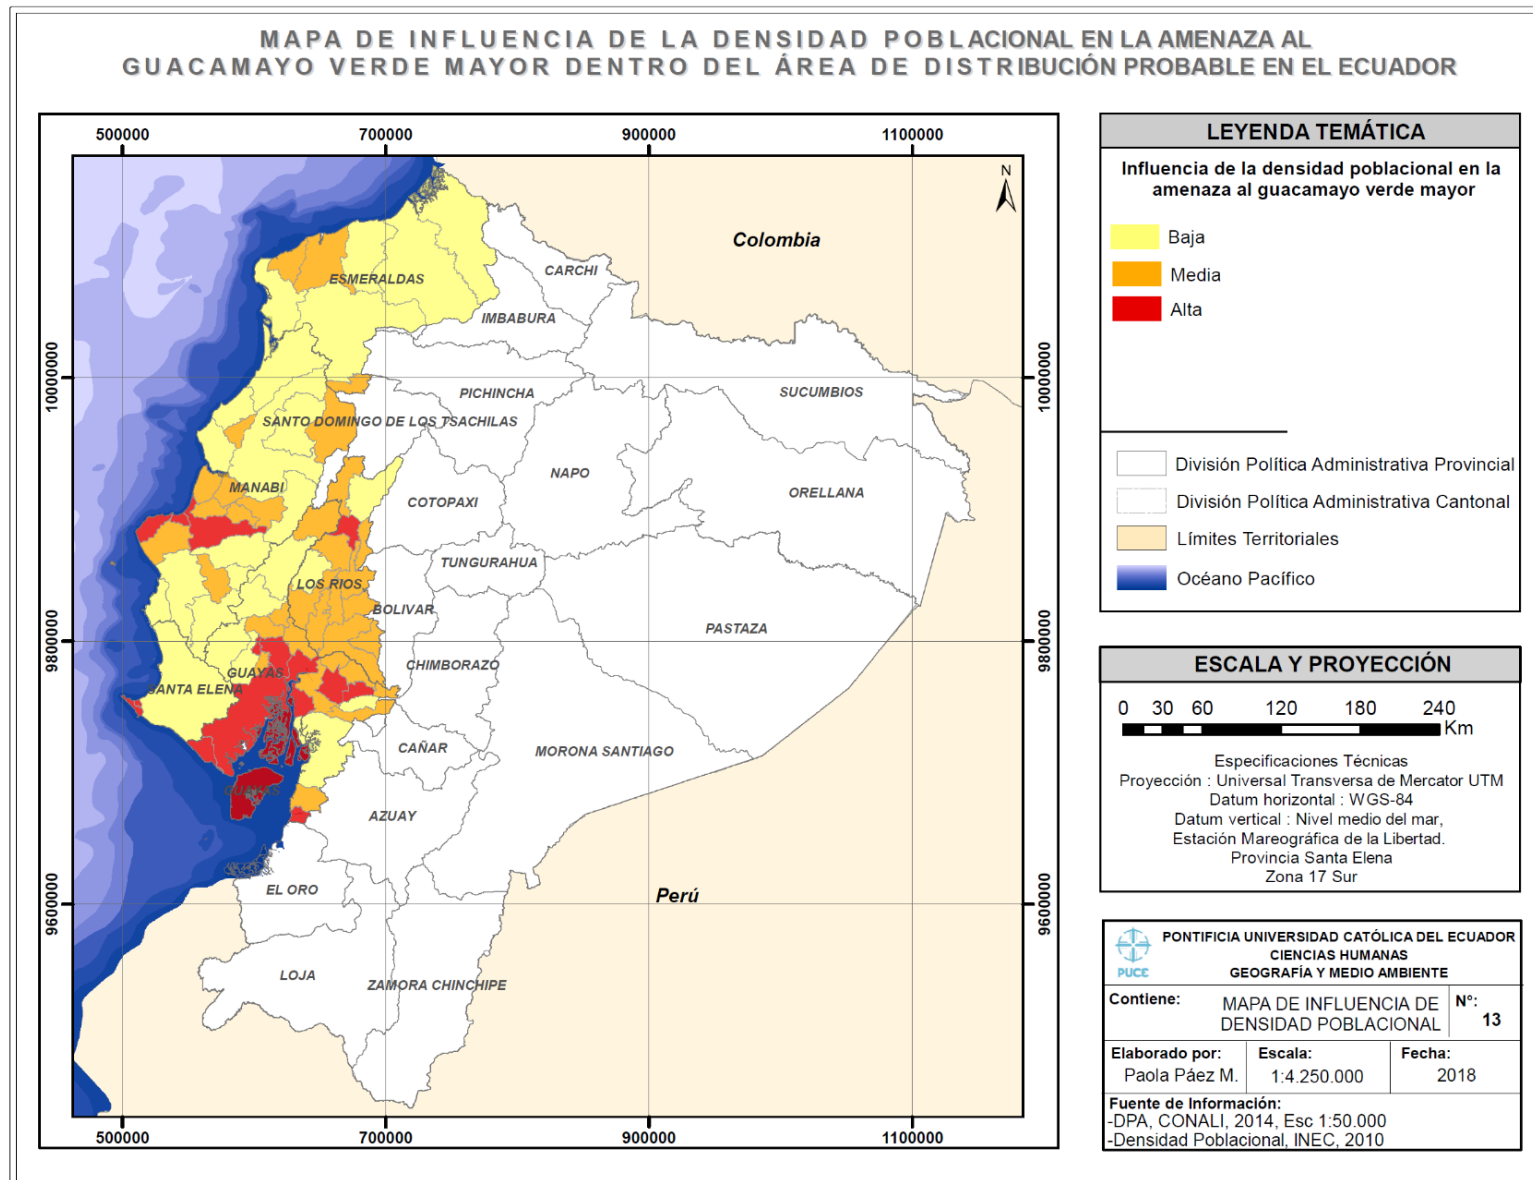 MAPA DE INFLUENCIA DE LA DENSIDAD POBLACIONAL EN LA AMENAZA AL
GUACAMAYO VERDE MAYOR DENTRO DEL ÁREA DE DISTRIBUCIÓN PROBABLE EN EL ECUADOR
500000
700000
900000
1100000
N
Colombia
CARCHI
ESMERALDAS
IMBABURA
10000000
10000000
PICHINCHA
SUCUMBIOS
SANTO DOMINGO DE LOS TSACHILAS
NAPO
MANABI
ORELLANA
COTOPAXI
TUNGURAHUA
LOS RIOS
BOLIVAR
9800000
9800000
PASTAZA
CHIMBORAZO
GUAYAS
SANTA ELENA
CAÑAR
MORONA SANTIAGO
GUAYAS
AZUAY
EL ORO
Perú
9600000
9600000
LOJA
ZAMORA CHINCHIPE
500000
700000
900000
1100000
LEYENDA TEMÁTICA
Influencia de la densidad poblacional en la
amenaza al guacamayo verde mayor
Baja
Media
Alta
División Política Administrativa Provincial
División Política Administrativa Cantonal
Límites Territoriales
Océano Pacífico
ESCALA Y PROYECCIÓN
0 30 60 120 180 240
Km
Especificaciones Técnicas
Proyección : Universal Transversa de Mercator UTM
Datum horizontal : WGS-84
Datum vertical : Nivel medio del mar,
Estación Mareográfica de la Libertad.
Provincia Santa Elena
Zona 17 Sur
PUCE
PONTIFICIA UNIVERSIDAD CATÓLICA DEL ECUADOR
CIENCIAS HUMANAS
GEOGRAFÍA Y MEDIO AMBIENTE
Contiene:
MAPA DE INFLUENCIA DE
DENSIDAD POBLACIONAL
N°:
13
Elaborado por:
Paola Páez M.
Escala:
1:4.250.000
Fecha:
2018
Fuente de Información:
-DPA, CONALI, 2014, Esc 1:50.000
-Densidad Poblacional, INEC, 2010